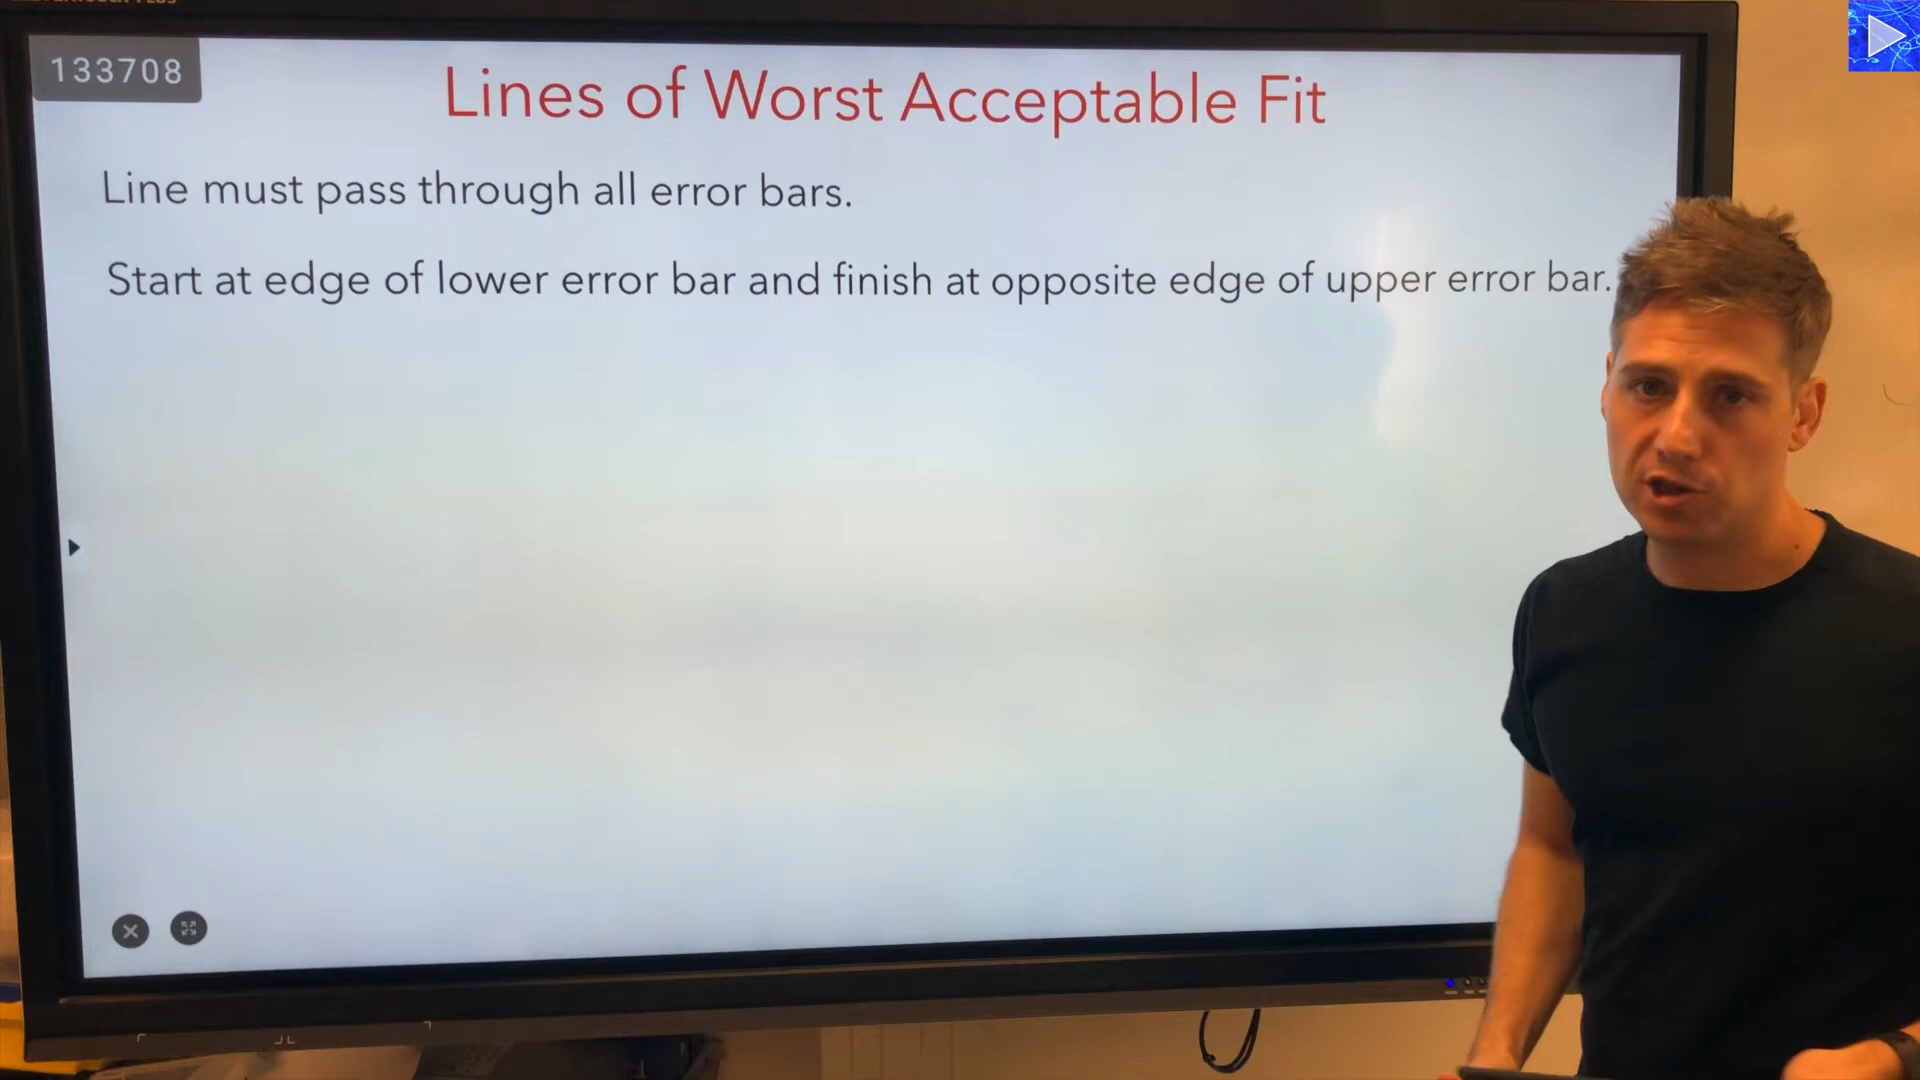 133708
Lines of Worst Acceptable Fit
Line must pass through all error bars.
Start at edge of lower error bar and finish at opposite edge of upper error bar.